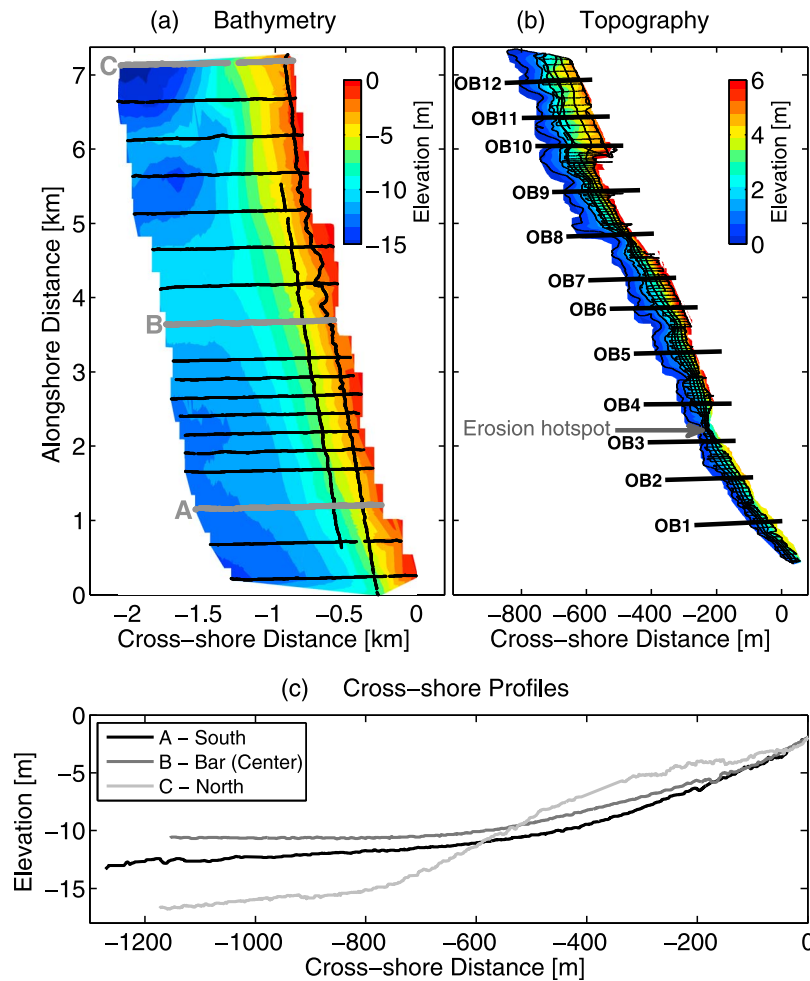 (a) Bathymetry
(b) Topography
C
B
A
7
6
5
4
3
2
1
0
Alongshore Distance [km]
0
−5
−10
−15
Elevation [m]
−2
−1.5
−1
−0.5
0
Cross−shore Distance [km]
OB12
OB11
OB10
OB9
OB8
OB7
OB6
OB5
OB4
Erosion hotspot
OB3
OB2
OB1
6
4
2
0
Elevation [m]
−800
−600
−400
−200
0
Cross−shore Distance [m]
(c) Cross−shore Profiles
A − South
B − Bar (Center)
C − North
0
−5
−10
−15
Elevation [m]
−1200
−1000
−800
−600
−400
−200
0
Cross−shore Distance [m]